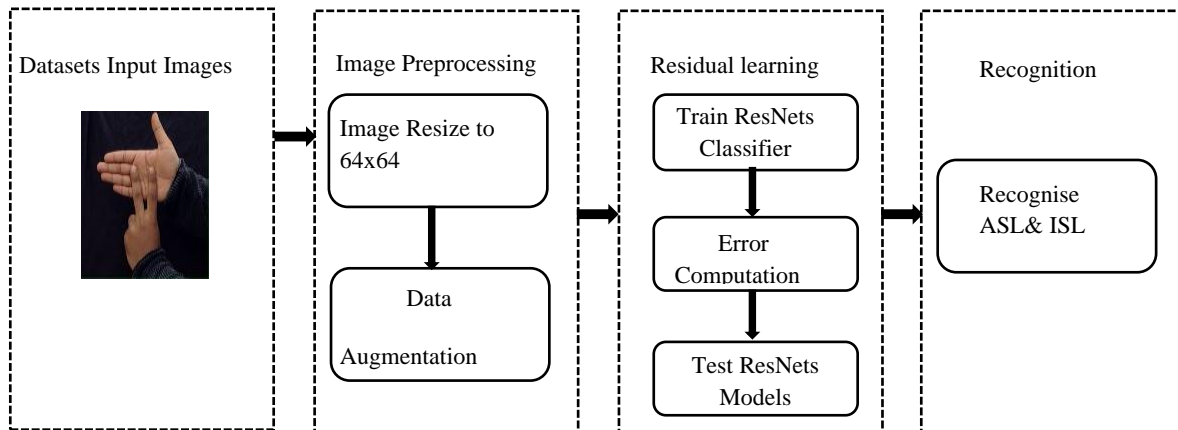 Datasets Input Images
Image Preprocessing
Image Resize to
64x64
Data
Augmentation
Residual learning
Train ResNets
Classifier
Error
Computation
Test ResNets
Models
Recognition
Recognise
ASL& ISL